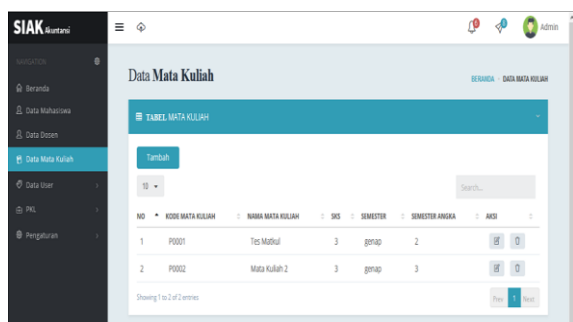 SIAK Akuntansi
Admin
NAVIGATION
Beranda
Data Mahasiswa
Data Dosen
Data Mata Kuliah
Data User
PKL
Pengaturan
Data Mata Kuliah
BERANDA DATA MATA KULIAH
TABEL MATA KULIAH
Tambah
10
Search...
NO KODE MATA KULIAH NAMA MATA KULIAH SKS SEMESTER SEMESTER ANGKA AKSI
1 P0001 Tes Matkul 3 genap 2
2 P0002 Mata Kuliah 2 3 genap 3
Showing 1 to 2 of 2 entries
Prev 1 Next